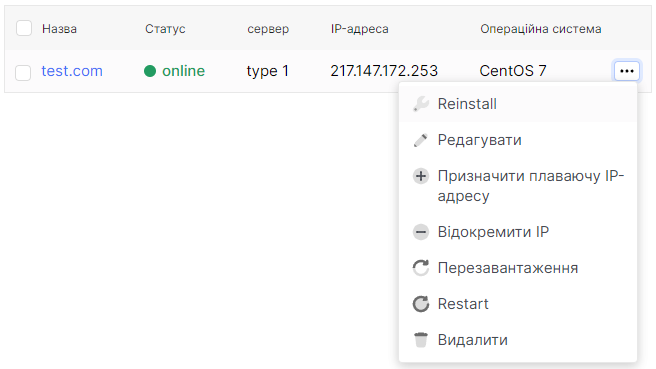 Назва Статус сервер IP-адреса Операційна система
test.com online type 1 217.147.172.253 CentOS 7
Reinstall
Редагувати
Призначити плаваючу IP-
адресу
Відокремити IP
Перезавантаження
Restart
Видалити